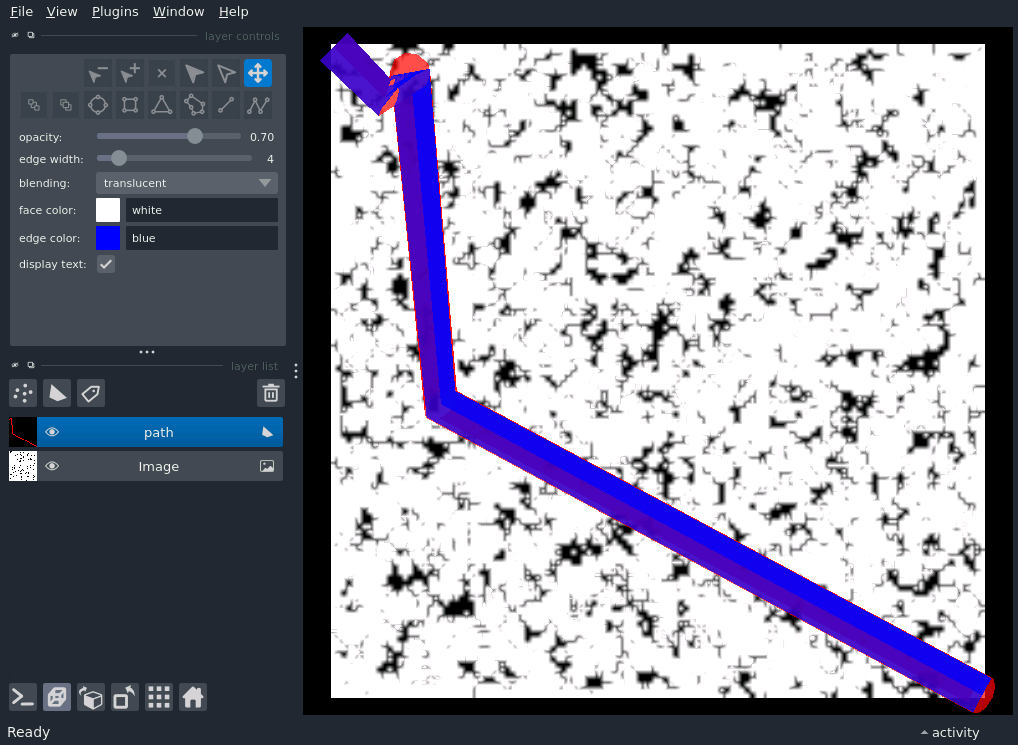 File View Plugins Window Help
layer controls
opacity: 0.70
edge width: 4
blending: translucent
face color: white
edge color: blue
display text:
layer list
path
Image
Ready activity